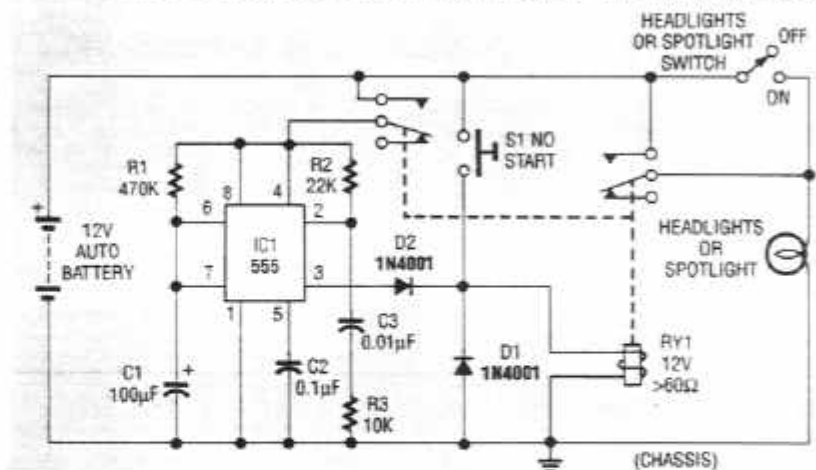 HEADLIGHTS
OR SPOTLIGHT
SWITCH
OFF
ON
S1 NO
START
R1
470K
8
4
R2
22K
6
2
+
12V
AUTO
BATTERY
IC1
555
7
3
D2
1N4001
HEADLIGHTS
OR
SPOTLIGHT
1
5
C3
0.01µF
C1
100µF
+
C2
0.1µF
D1
1N4001
RY1
12V
>60Ω
R3
10K
(CHASSIS)